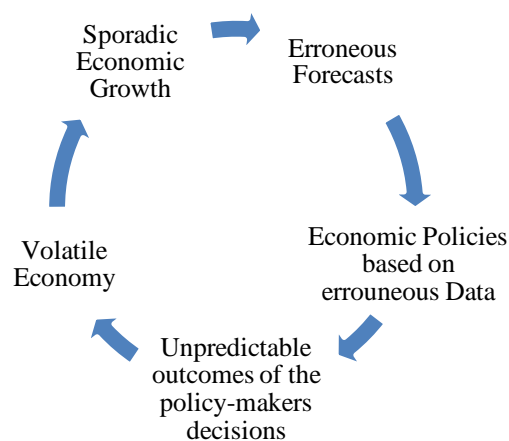 Sporadic
Economic
Growth
Erroneous
Forecasts
Economic Policies
based on
errouneous Data
Unpredictable
outcomes of the
policy-makers
decisions
Volatile
Economy